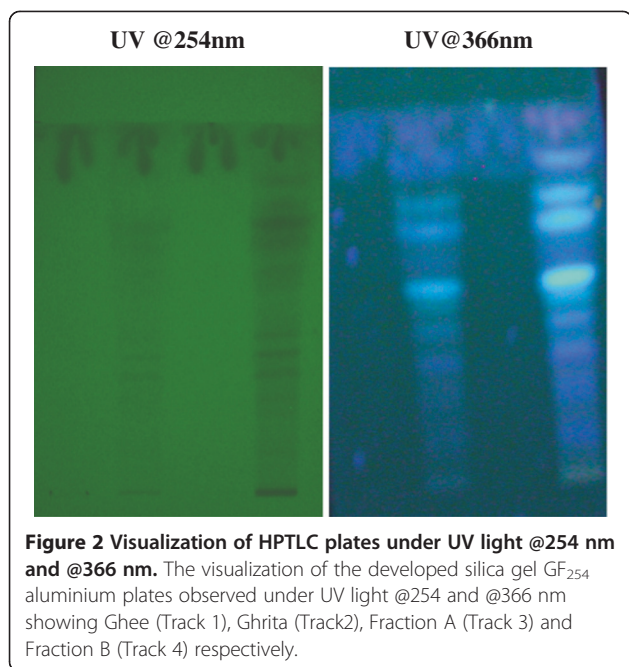 UV @254nm
UV@366nm
Figure 2 Visualization of HPTLC plates under UV light @254 nm
and @366 nm. The visualization of the developed silica gel GF254
aluminium plates observed under UV light @254 and @366 nm
showing Ghee (Track 1), Ghrita (Track2), Fraction A (Track 3) and
Fraction B (Track 4) respectively.